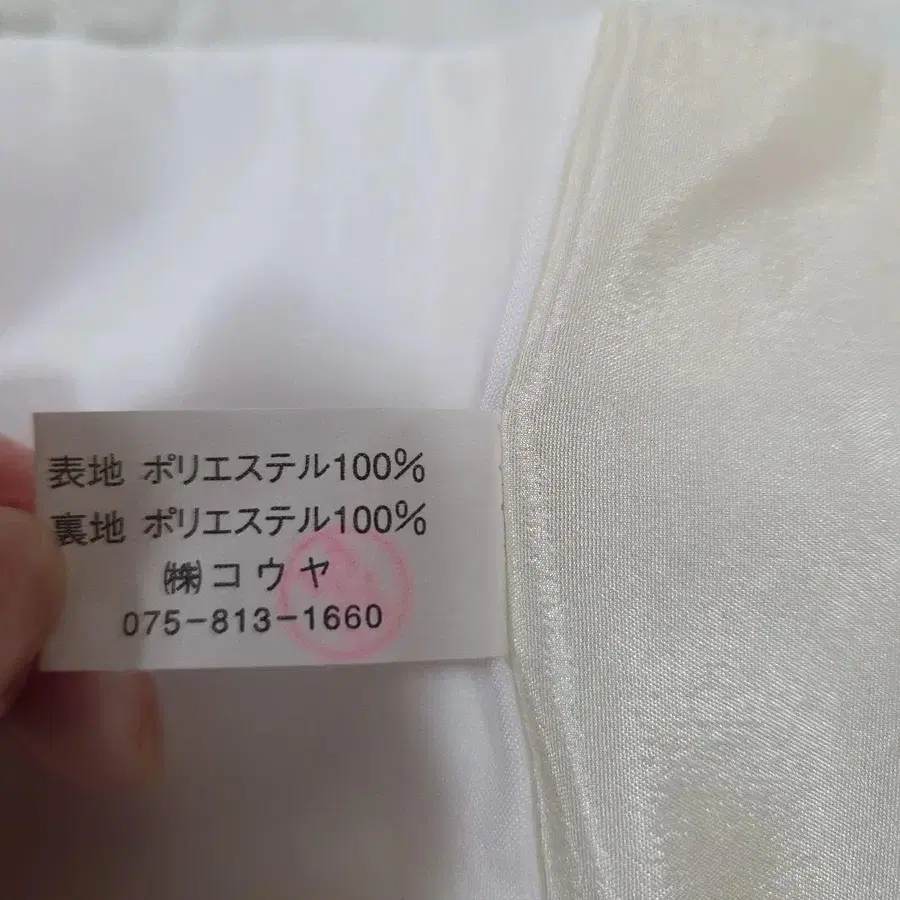 表地 ポリエステル100%
裏地 ポリエステル100%
㈱コウヤ
075-813-1660